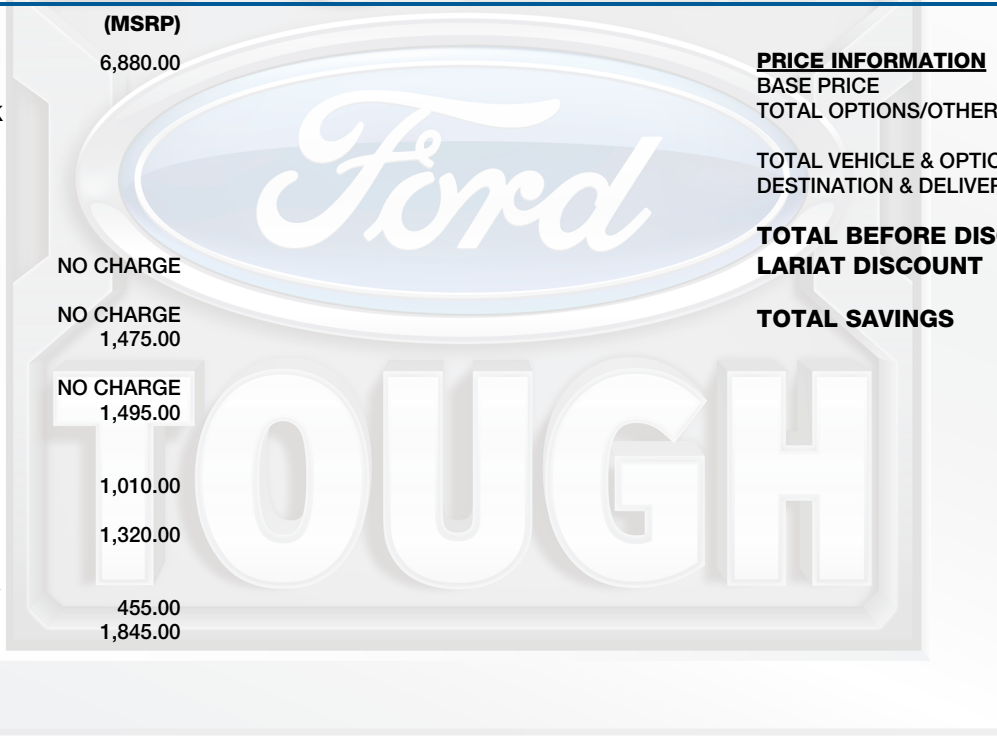 (MSRP)
6,880.00
NO CHARGE
NO CHARGE
1,475.00
NO CHARGE
1,495.00
1,010.00
1,320.00
455.00
1,845.00
Ford
TOUGH
PRICE INFORMATION
BASE PRICE
TOTAL OPTIONS/OTHER
TOTAL VEHICLE & OPTIO
DESTINATION & DELIVER
TOTAL BEFORE DIS
LARIAT DISCOUNT
TOTAL SAVINGS